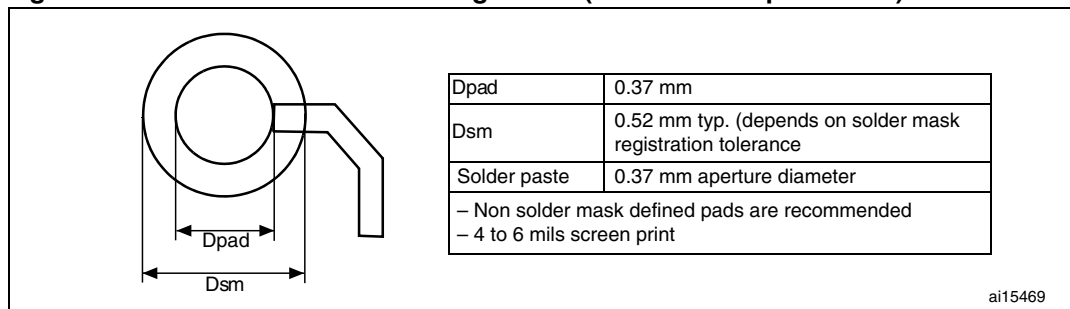 Dpad
Dsm
Dpad 0.37 mm
Dsm 0.52 mm typ. (depends on solder mask
registration tolerance
Solder paste 0.37 mm aperture diameter
– Non solder mask defined pads are recommended
– 4 to 6 mils screen print
ai15469